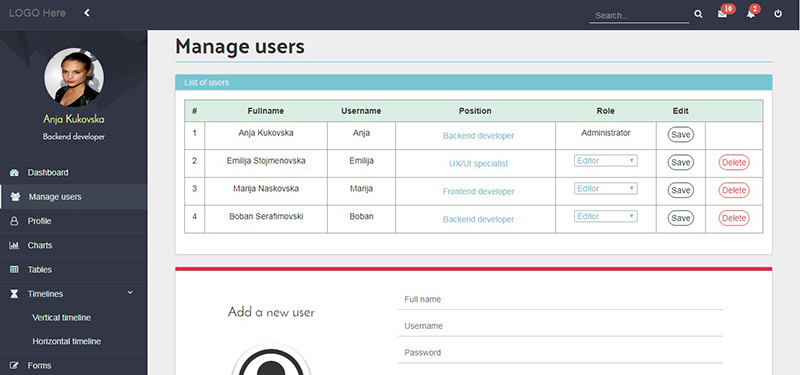 LOGO Here
Search...
10
2
Anja Kukovska
Backend developer
Dashboard
Manage users
Profile
Charts
Tables
Timelines
Vertical timeline
Horizontal timeline
Forms
Manage users
List of users
# Fullname Username Position Role Edit
1 Anja Kukovska Anja Backend developer Administrator Save
2 Emilija Stojmenovska Emilija UX/UI specialist Editor Save Delete
3 Marija Naskovska Marija Frontend developer Editor Save Delete
4 Boban Serafimovski Boban Backend developer Editor Save Delete
Add a new user
Full name
Username
Password